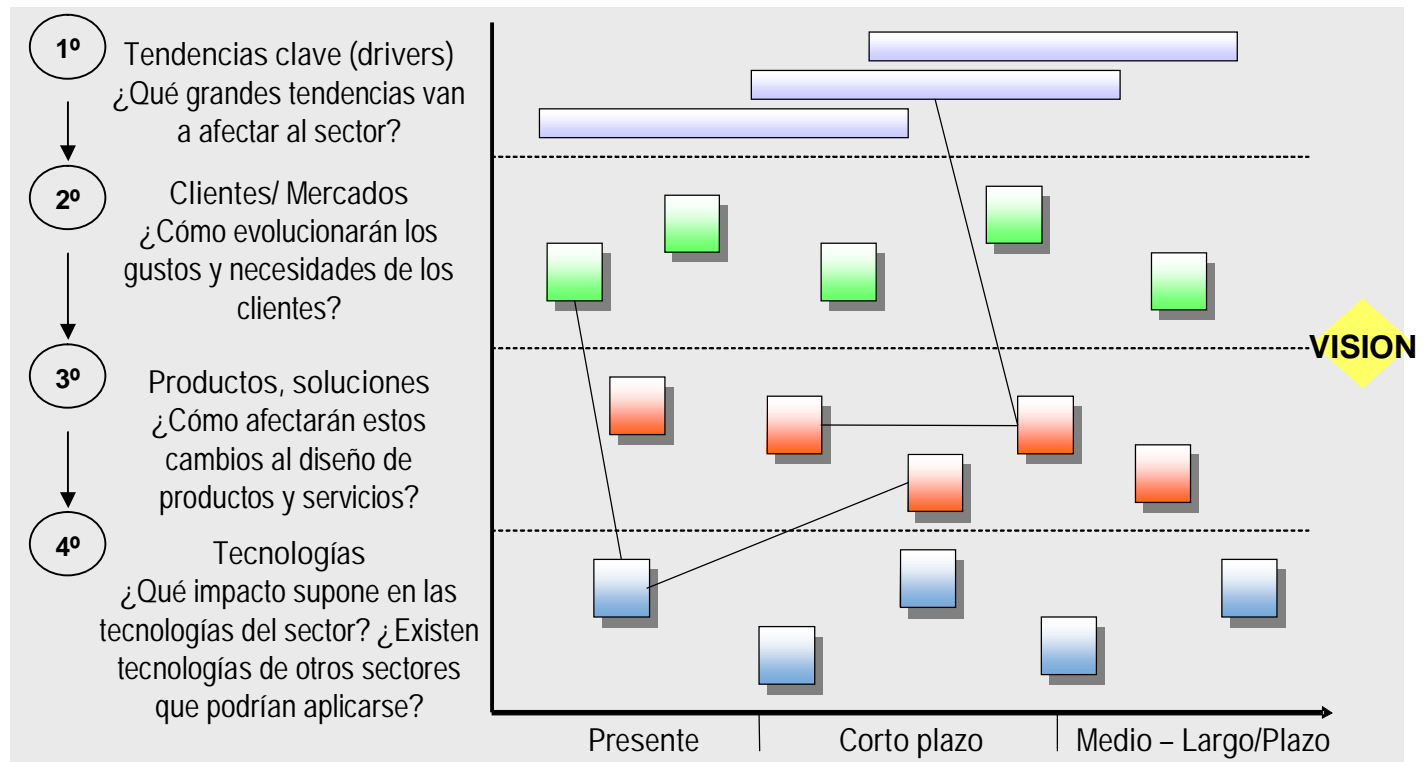 1º
Tendencias clave (drivers)
¿Qué grandes tendencias van
a afectar al sector?
2º
Clientes/ Mercados
¿Cómo evolucionarán los
gustos y necesidades de los
clientes?
3º
Productos, soluciones
¿Cómo afectarán estos
cambios al diseño de
productos y servicios?
4º
Tecnologías
¿Qué impacto supone en las
tecnologías del sector? ¿Existen
tecnologías de otros sectores
que podrían aplicarse?
VISION
Presente
Corto plazo
Medio – Largo/Plazo